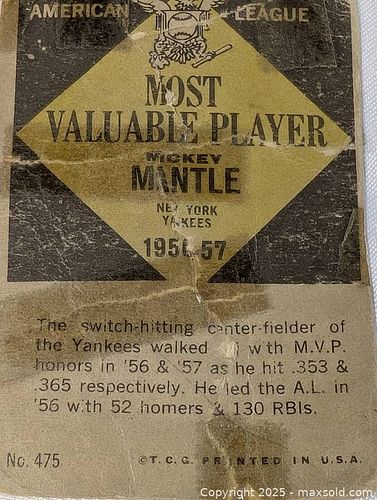 AMERICAN LEAGUE
MOST
VALUABLE PLAYER
MICKEY
MANTLE
NEW YORK
YANKEES
1956-57
The switch-hitting center-fielder of
the Yankees walked with M.V.P.
honors in '56 & '57 as he hit .353 &
.365 respectively. He led the A.L. in
'56 with 52 homers & 130 RBIs.
No. 475 ©T.C.G. PRINTED IN U.S.A.
Copyright © 2025 - maxsold.com